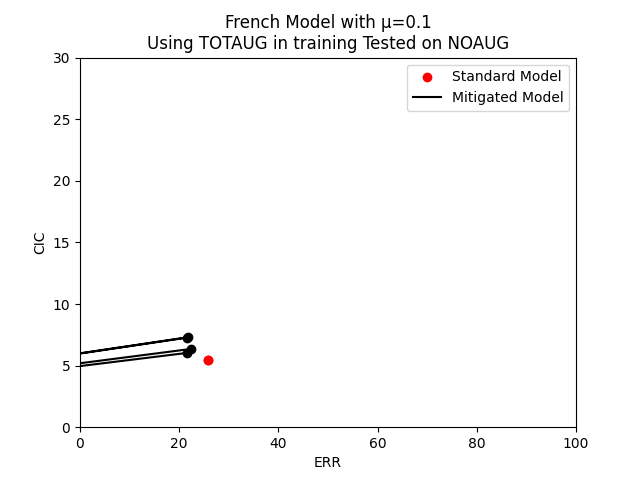 French Model with μ=0.1
Using TOTAUG in training Tested on NOAUG
Standard Model
Mitigated Model
30
25
20
15
10
5
0
CIC
0 20 40 60 80 100
ERR